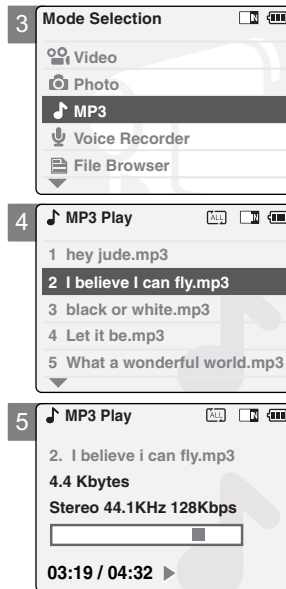 3
Mode Selection N
Video
Photo
MP3
Voice Recorder
File Browser
4
MP3 Play ALL N
1 hey jude.mp3
2 I believe I can fly.mp3
3 black or white.mp3
4 Let it be.mp3
5 What a wonderful world.mp3
5
MP3 Play ALL N
2. I believe i can fly.mp3
4.4 Kbytes
Stereo 44.1KHz 128Kbps
03:19 / 04:32